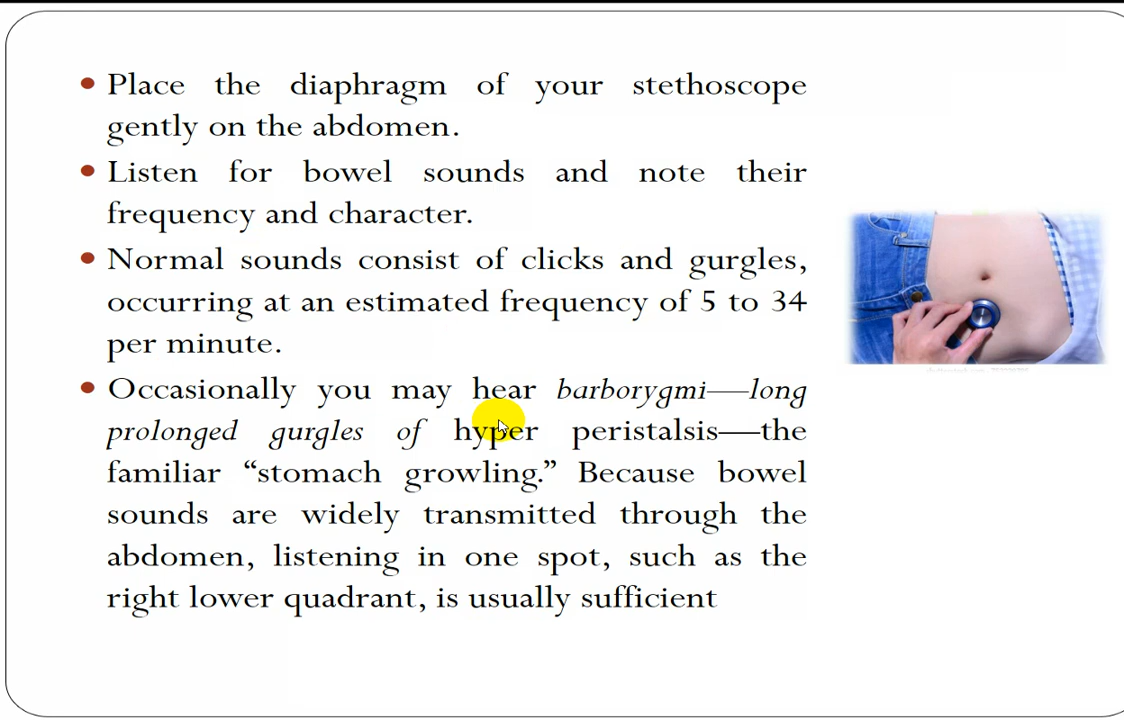 • Place the diaphragm of your stethoscope
gently on the abdomen.
• Listen for bowel sounds and note their
frequency and character.
• Normal sounds consist of clicks and gurgles,
occurring at an estimated frequency of 5 to 34
per minute.
• Occasionally you may hear barborygmi—long
prolonged gurgles of hyper peristalsis—the
familiar “stomach growling.” Because bowel
sounds are widely transmitted through the
abdomen, listening in one spot, such as the
right lower quadrant, is usually sufficient